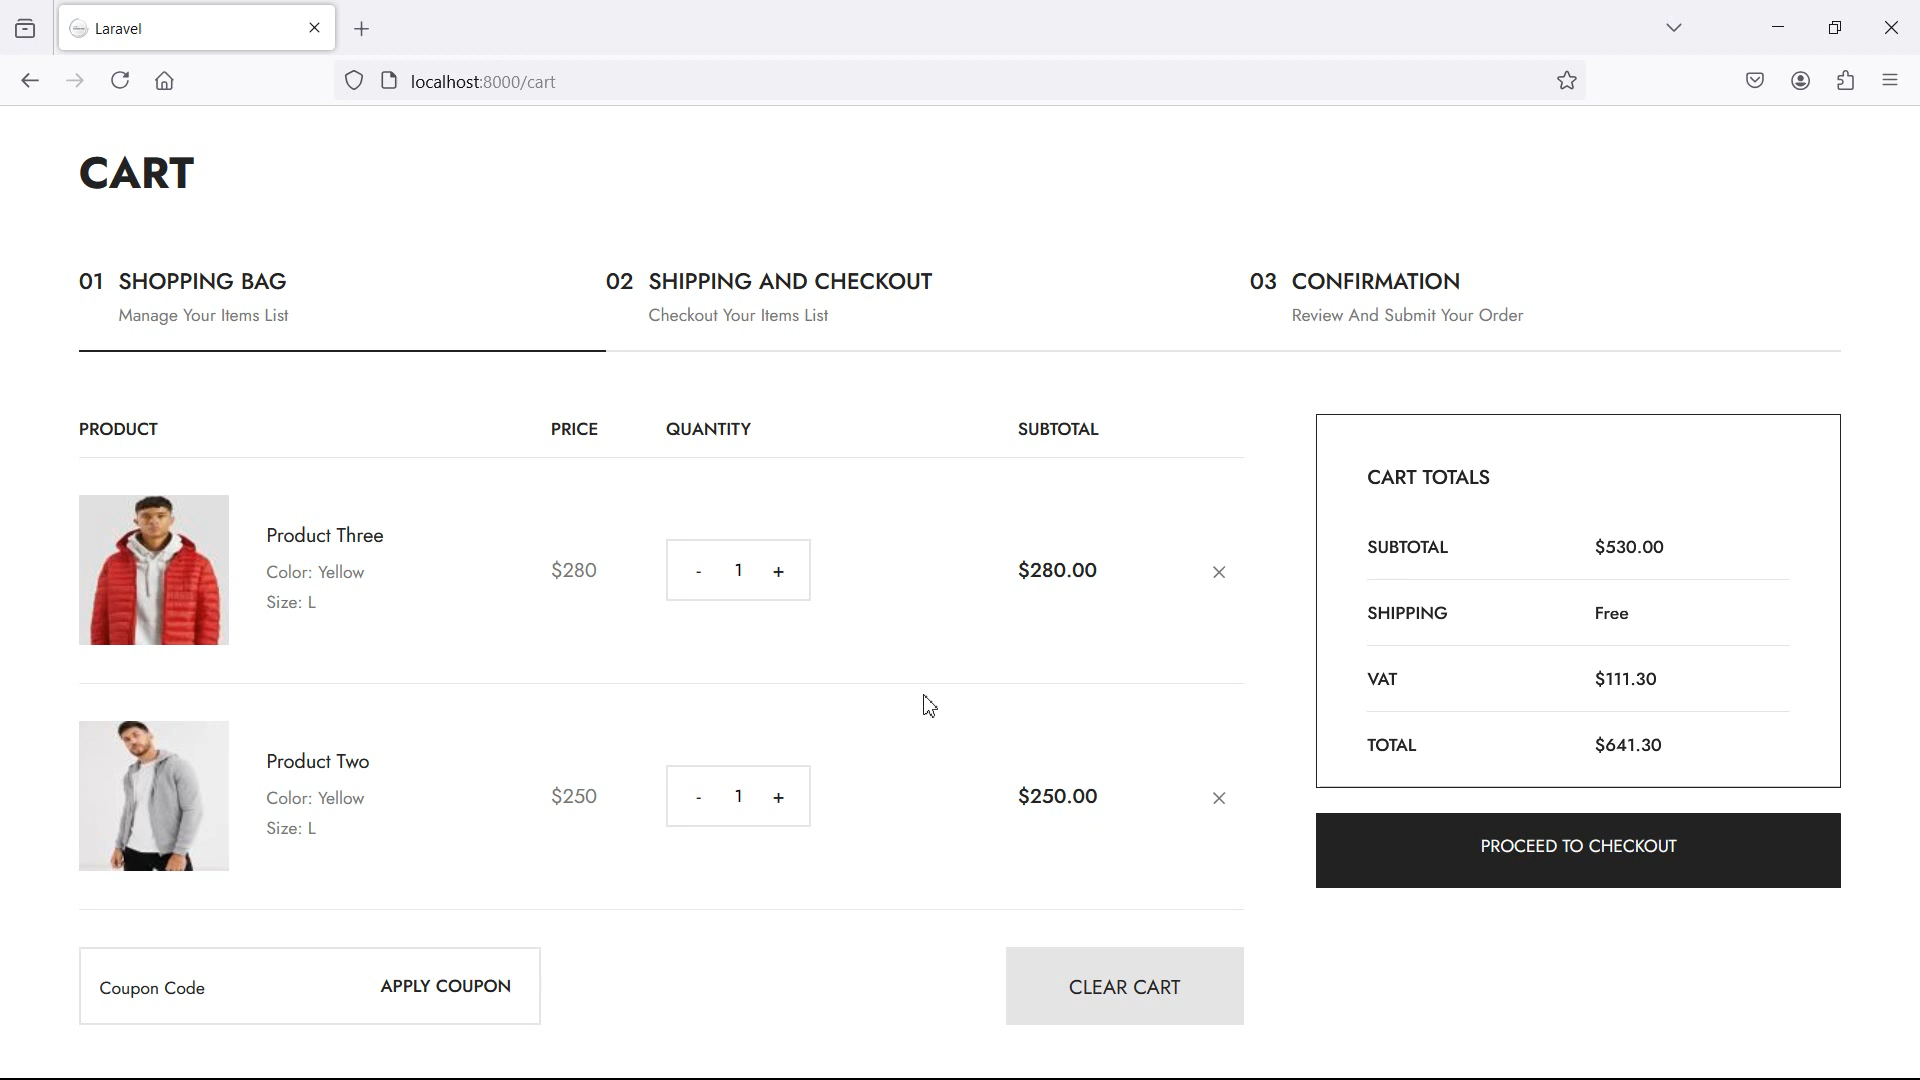 Laravel
localhost:8000/cart
CART
01 SHOPPING BAG
Manage Your Items List
02 SHIPPING AND CHECKOUT
Checkout Your Items List
03 CONFIRMATION
Review And Submit Your Order
PRODUCT PRICE QUANTITY SUBTOTAL
Product Three
Color: Yellow
Size: L
$280 - 1 + $280.00
Product Two
Color: Yellow
Size: L
$250 - 1 + $250.00
Coupon Code APPLY COUPON
CLEAR CART
CART TOTALS
SUBTOTAL $530.00
SHIPPING Free
VAT $111.30
TOTAL $641.30
PROCEED TO CHECKOUT